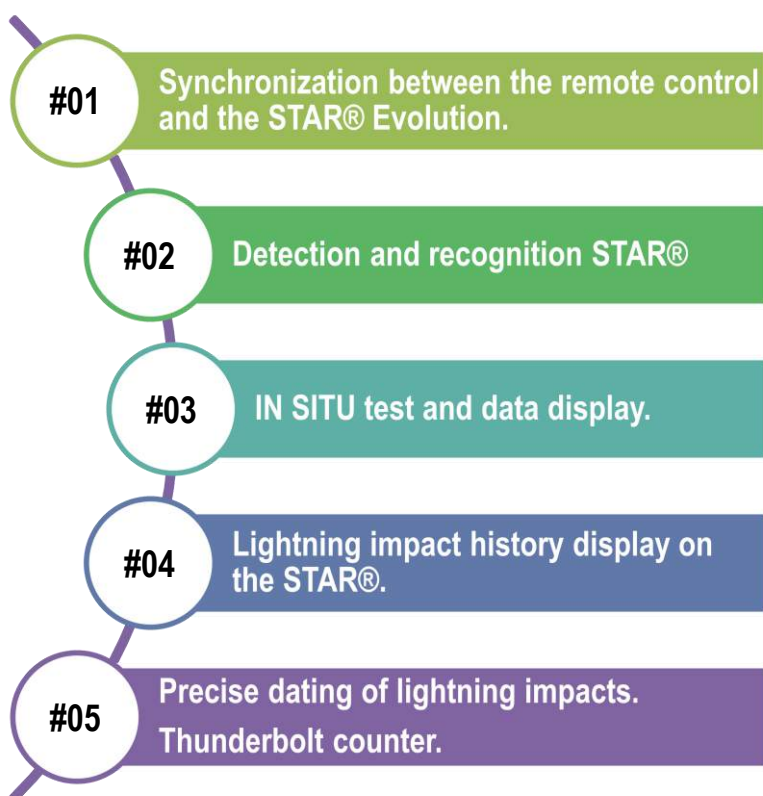 #01
Synchronization between the remote control
and the STAR® Evolution.
#02
Detection and recognition STAR®
#03
IN SITU test and data display.
#04
Lightning impact history display on
the STAR®.
#05
Precise dating of lightning impacts.
Thunderbolt counter.